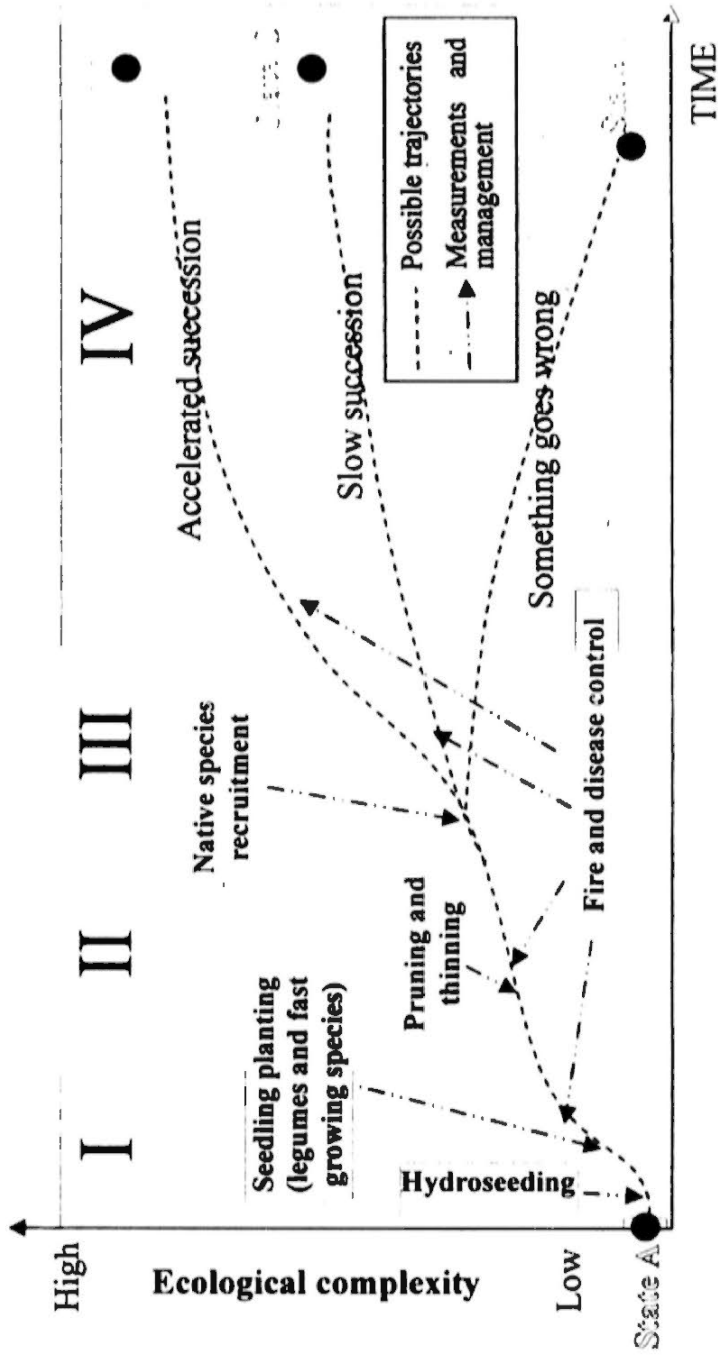 I
II
III
IV
High
Ecological complexity
Low
State A
Seedling planting
(legumes and fast
growing species)
Hydroseeding
Pruning and
thinning
Native species
recruitment
Fire and disease control
Accelerated succession
Slow succession
Something goes wrong
Possible trajectories
Measurements and
management
TIME